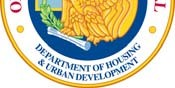 DEPARTMENT OF HOUSING
& URBAN DEVELOPMENT